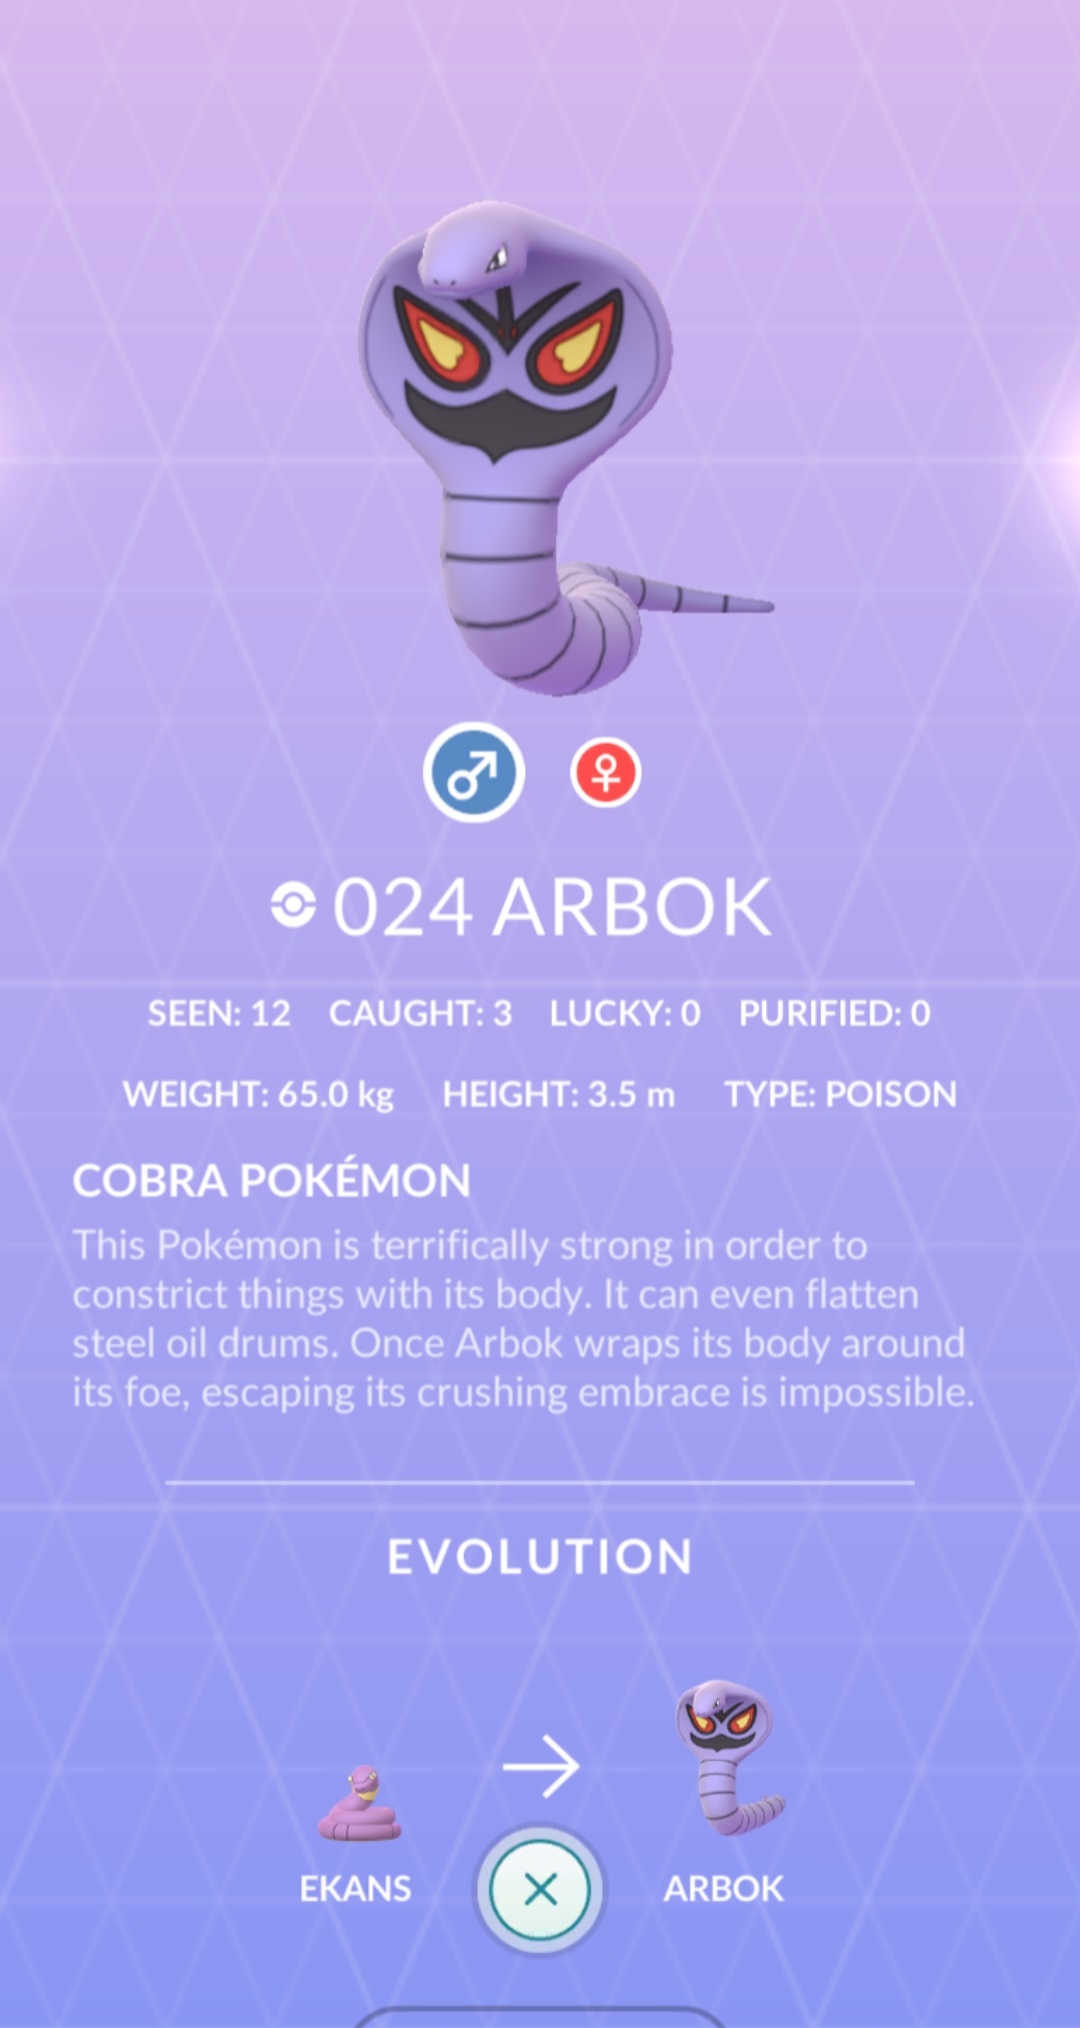 024 ARBOK
SEEN: 12 CAUGHT: 3 LUCKY: 0 PURIFIED: 0
WEIGHT: 65.0 kg HEIGHT: 3.5 m TYPE: POISON
COBRA POKÉMON
This Pokémon is terrifically strong in order to
constrict things with its body. It can even flatten
steel oil drums. Once Arbok wraps its body around
its foe, escaping its crushing embrace is impossible.
EVOLUTION
EKANS ARBOK